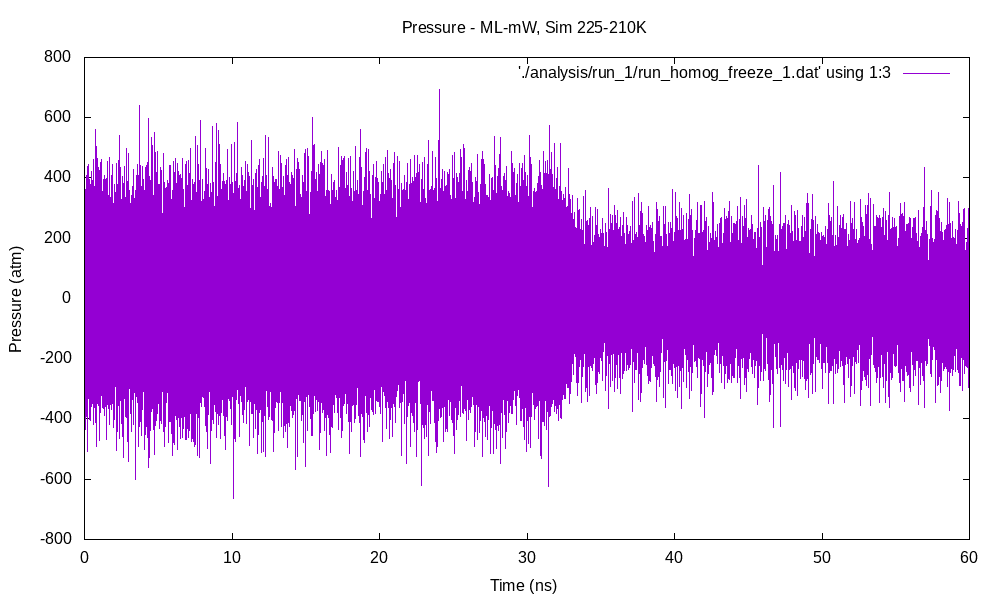 Pressure - ML-mW, Sim 225-210K
'./analysis/run_1/run_homog_freeze_1.dat' using 1:3
Pressure (atm)
800
600
400
200
0
-200
-400
-600
-800
0 10 20 30 40 50 60
Time (ns)